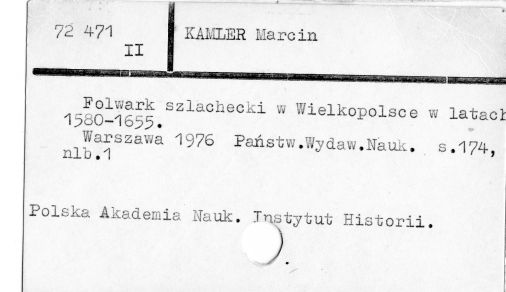 72 471
II
KAMLER Marcin
Folwark szlachecki w Wielkopolsce w latach
1580-1655.
Warszawa 1976 Państw.Wydaw.Nauk. s.174,
nlb.1
Polska Akademia Nauk. Instytut Historii.